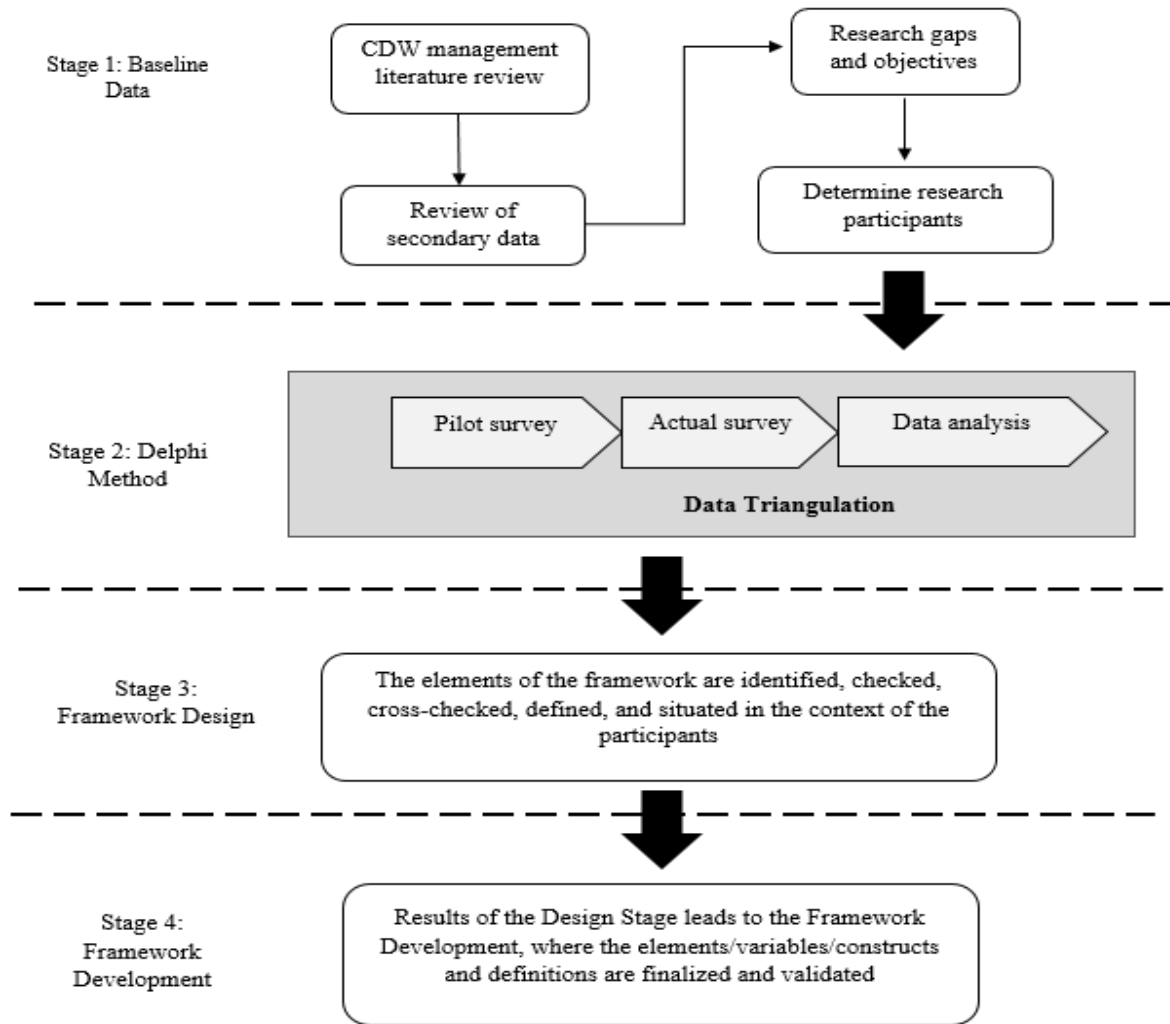 Stage 1: Baseline
Data
CDW management
literature review
Review of
secondary data
Research gaps
and objectives
Determine research
participants
Stage 2: Delphi
Method
Pilot survey
Actual survey
Data analysis
Data Triangulation
Stage 3:
Framework Design
The elements of the framework are identified, checked,
cross-checked, defined, and situated in the context of the
participants
Stage 4:
Framework
Development
Results of the Design Stage leads to the Framework
Development, where the elements/variables/constructs
and definitions are finalized and validated